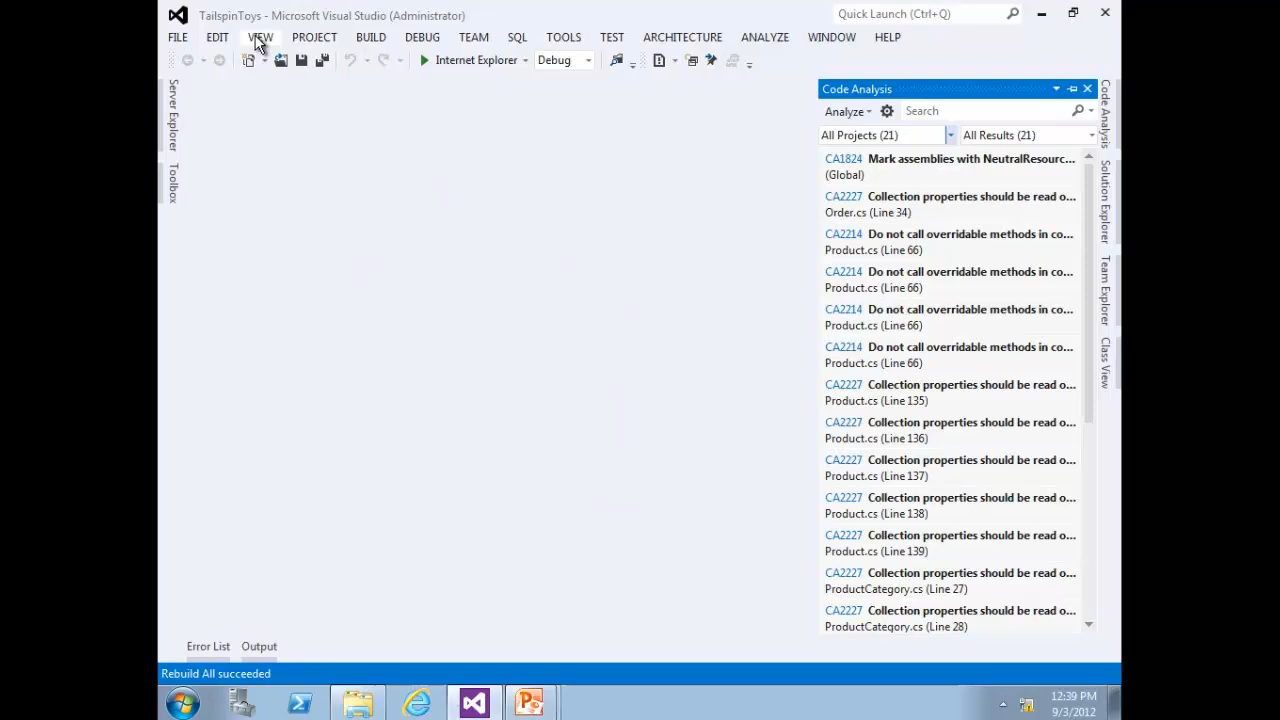 TailspinToys - Microsoft Visual Studio (Administrator)
Quick Launch (Ctrl+Q)
FILE EDIT VIEW PROJECT BUILD DEBUG TEAM SQL TOOLS TEST ARCHITECTURE ANALYZE WINDOW HELP
Internet Explorer Debug
Server Explorer
Toolbox
Code Analysis
Analyze Search
All Projects (21) All Results (21)
CA1824 Mark assemblies with NeutralResourc...
(Global)
CA2227 Collection properties should be read o...
Order.cs (Line 34)
CA2214 Do not call overridable methods in co...
Product.cs (Line 66)
CA2214 Do not call overridable methods in co...
Product.cs (Line 66)
CA2214 Do not call overridable methods in co...
Product.cs (Line 66)
CA2214 Do not call overridable methods in co...
Product.cs (Line 66)
CA2227 Collection properties should be read o...
Product.cs (Line 135)
CA2227 Collection properties should be read o...
Product.cs (Line 136)
CA2227 Collection properties should be read o...
Product.cs (Line 137)
CA2227 Collection properties should be read o...
Product.cs (Line 138)
CA2227 Collection properties should be read o...
Product.cs (Line 139)
CA2227 Collection properties should be read o...
ProductCategory.cs (Line 27)
CA2227 Collection properties should be read o...
ProductCategory.cs (Line 28)
Code Analysis
Solution Explorer
Team Explorer
Class View
Error List Output
Rebuild All succeeded
12:39 PM
9/3/2012